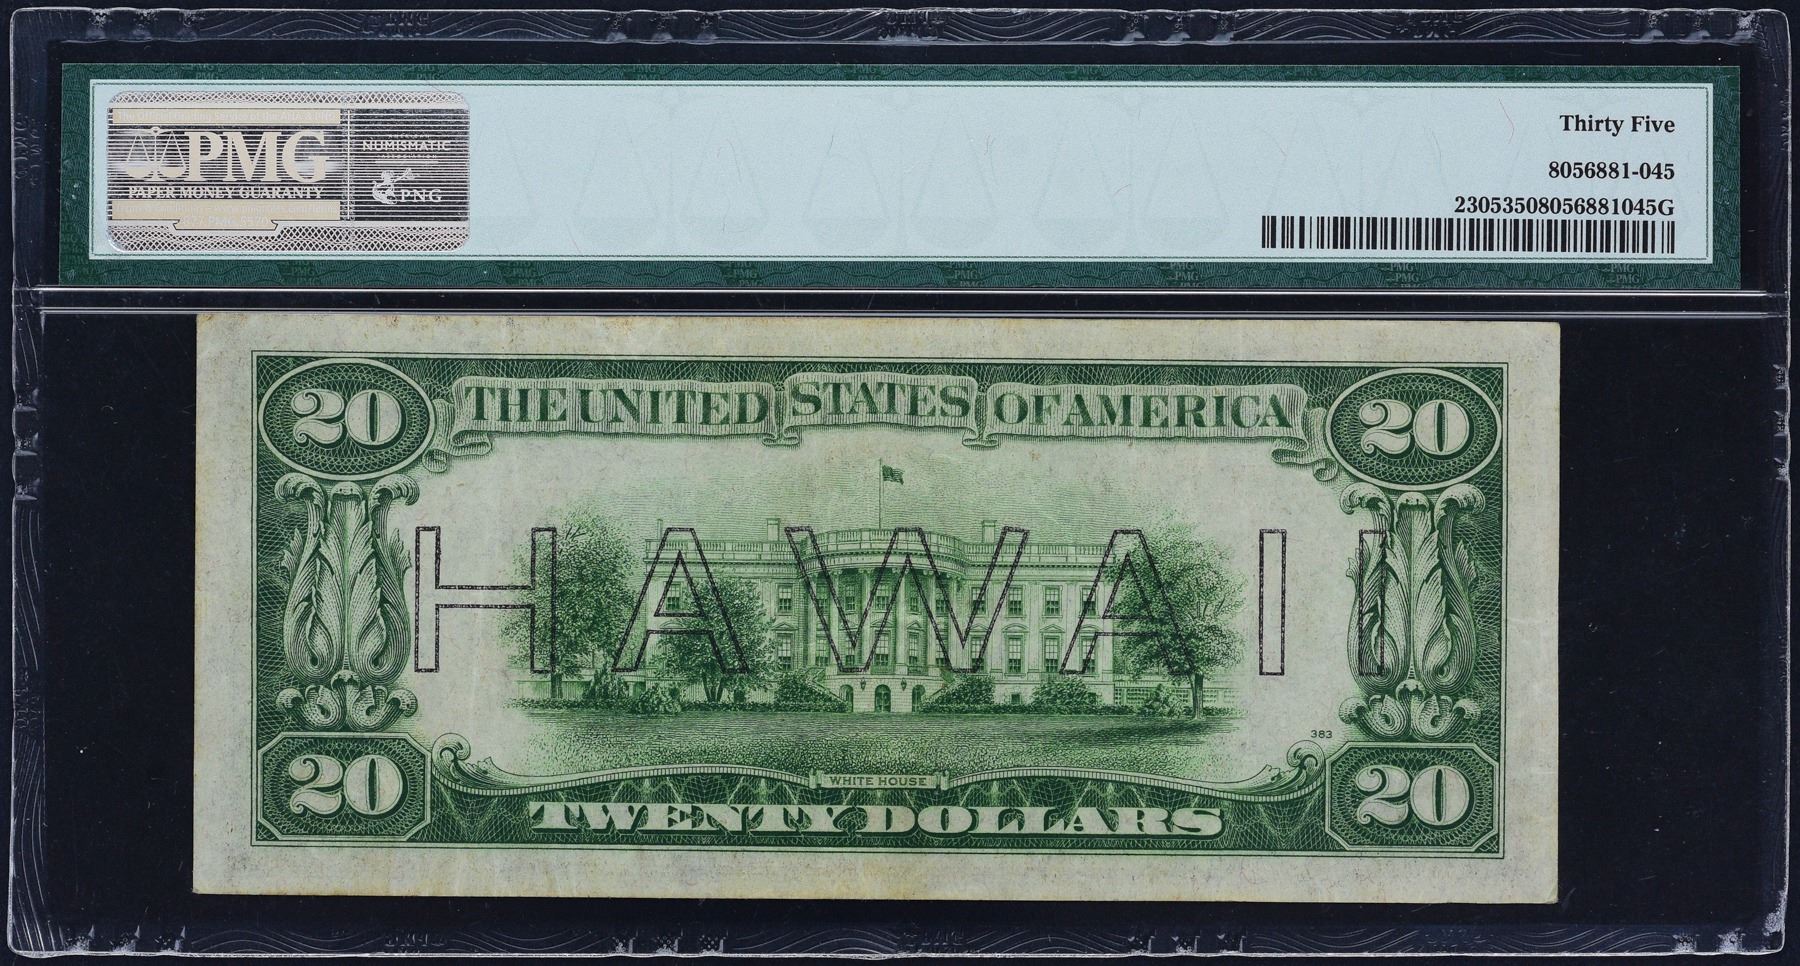 PMG
PAPER MONEY GUARANTY
NUMISMATIC
PNG
Thirty Five
8056881-045
23053508056881045G
20
THE UNITED STATES OF AMERICA
20
HAWAII
383
20
WHITE HOUSE
20
TWENTY DOLLARS